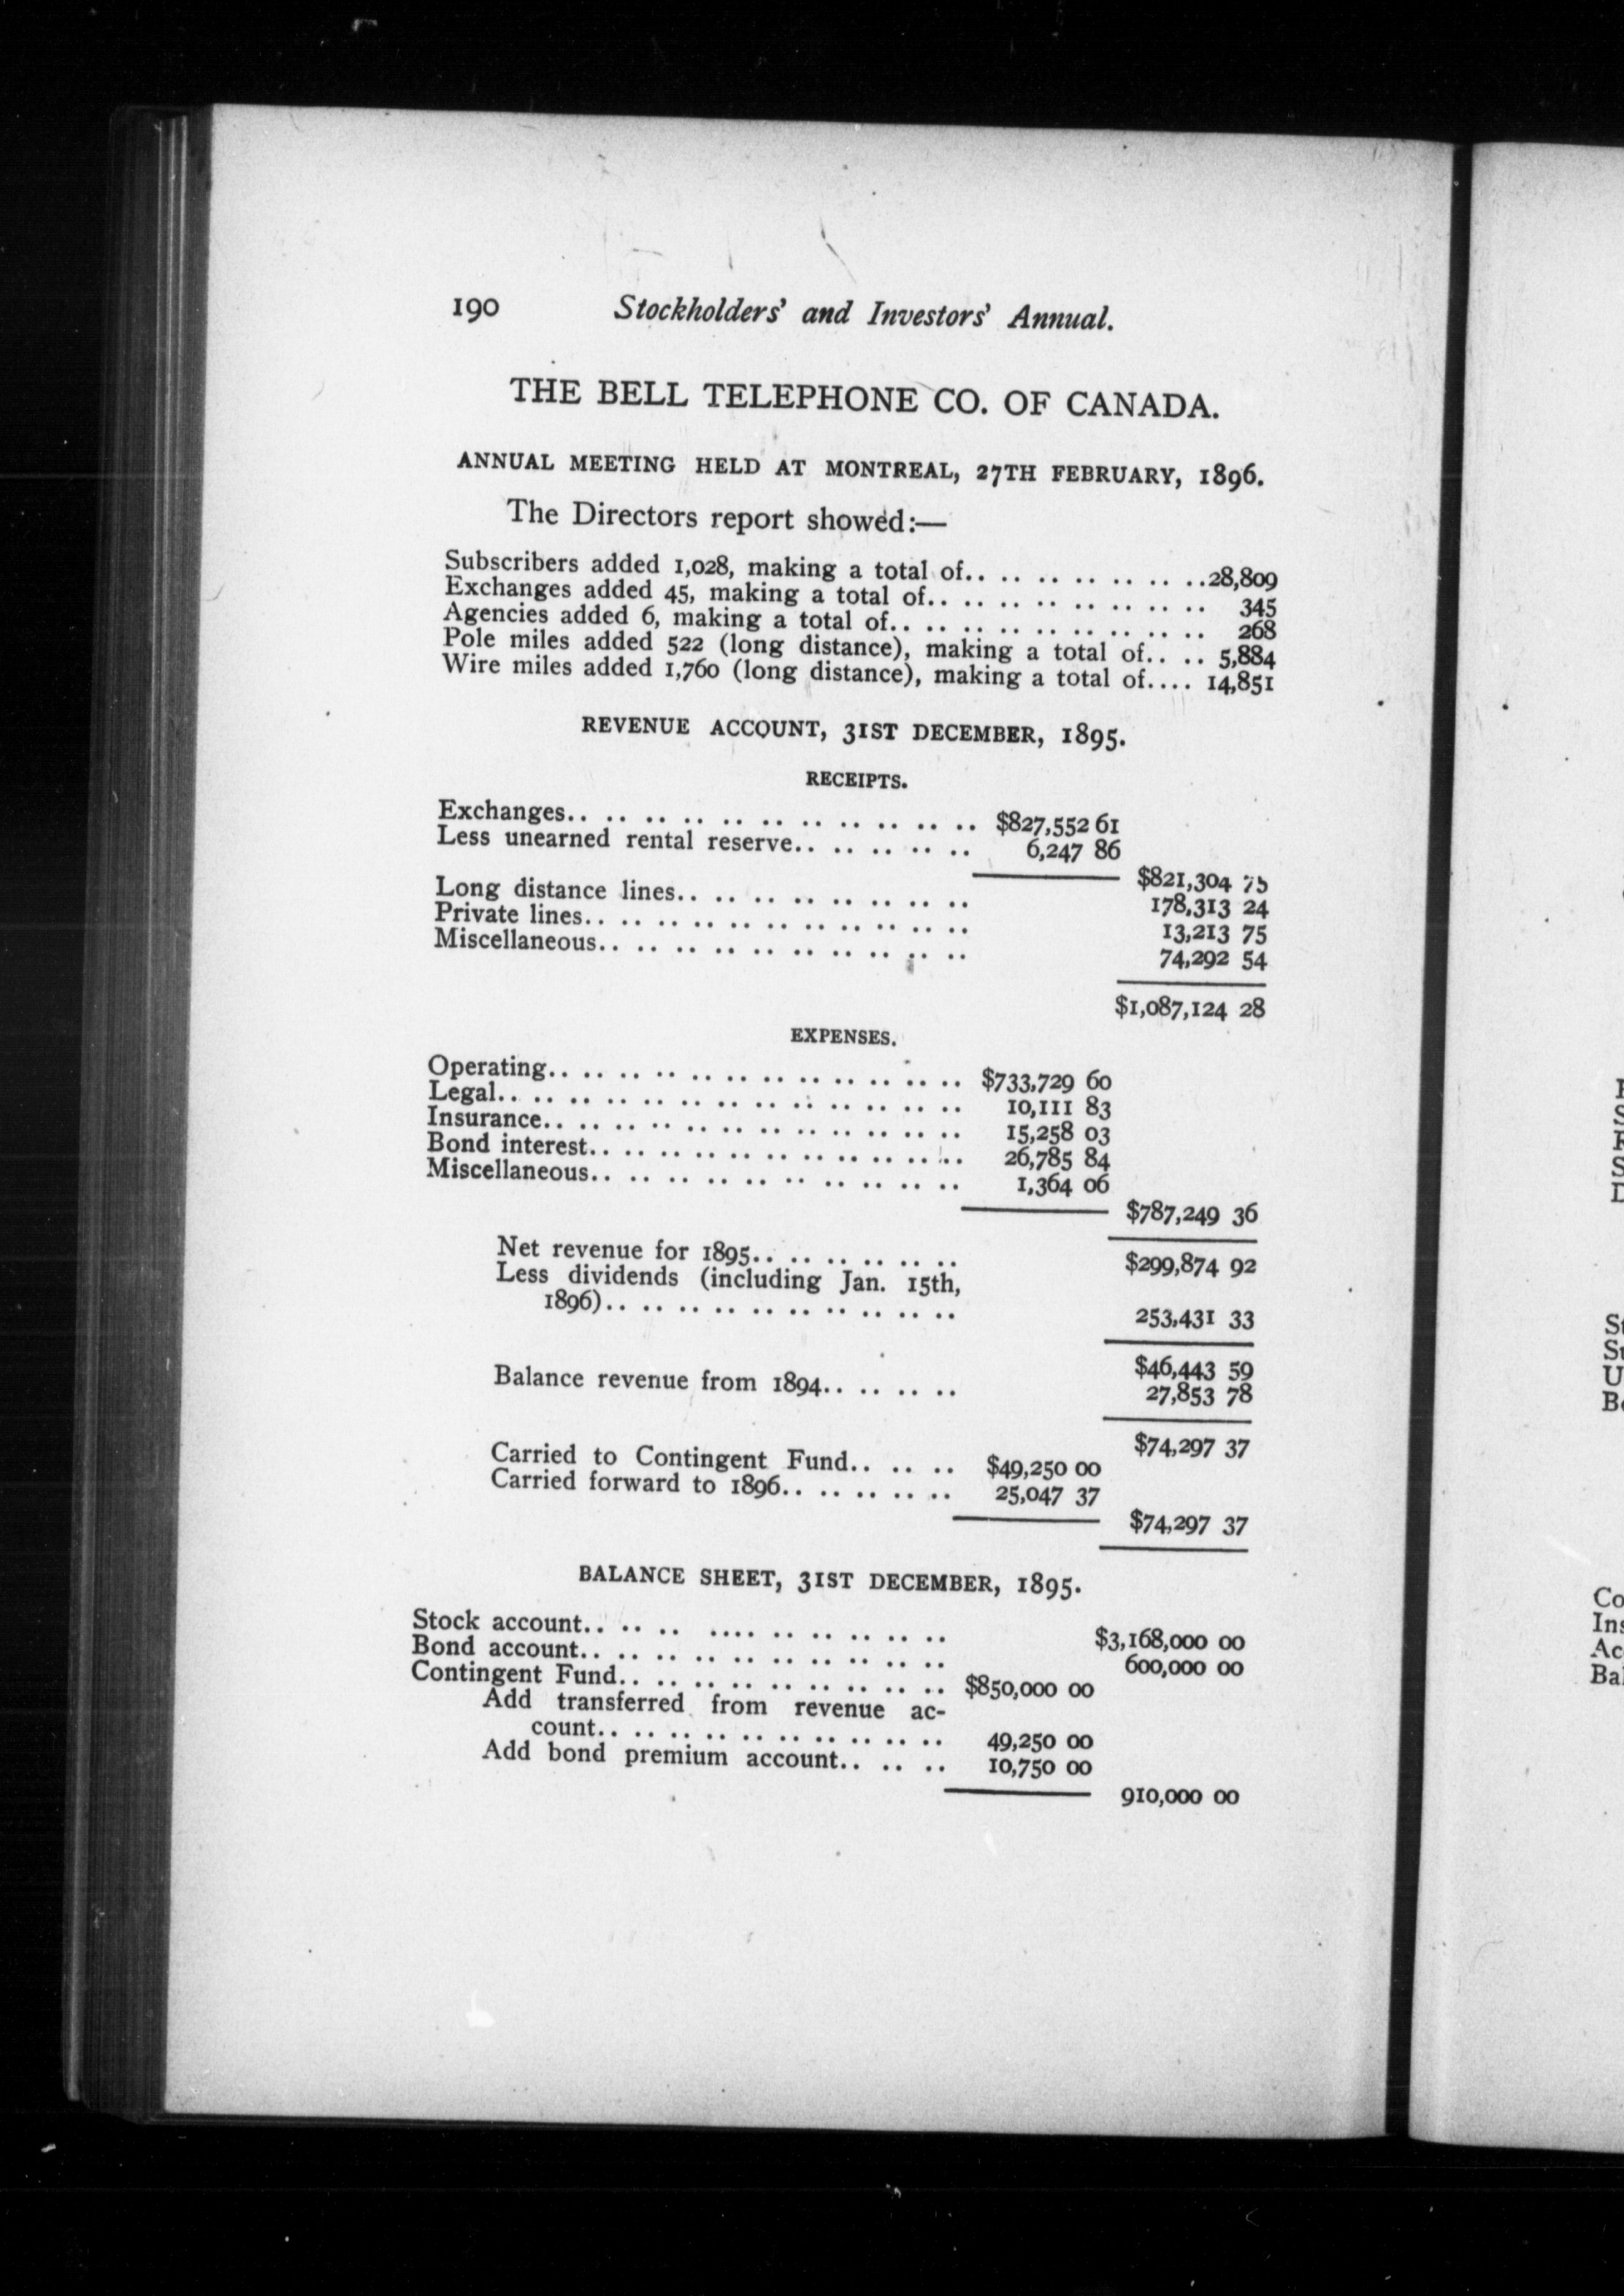 190 Stockholders' and Investors' Annual.
THE BELL TELEPHONE CO. OF CANADA.
ANNUAL MEETING HELD AT MONTREAL, 27TH FEBRUARY, 1896.
The Directors report showed:—
Subscribers added 1,028, making a total of.. .. .. .. .. .. ..28,809
Exchanges added 45, making a total of.. .. .. .. .. .. .. .. 345
Agencies added 6, making a total of.. .. .. .. .. .. .. .. .. 268
Pole miles added 522 (long distance), making a total of.. .. 5,884
Wire miles added 1,760 (long distance), making a total of.... 14,851
REVENUE ACCOUNT, 31ST DECEMBER, 1895.
RECEIPTS.
Exchanges.. .. .. .. .. .. .. .. .. .. .. $827,552 61
Less unearned rental reserve.. .. .. .. .. 6,247 86
$821,304 75
Long distance lines.. .. .. .. .. .. .. .. 178,313 24
Private lines.. .. .. .. .. .. .. .. .. .. .. 13,213 75
Miscellaneous.. .. .. .. .. .. .. .. .. .. 74,292 54
$1,087,124 28
EXPENSES.
Operating.. .. .. .. .. .. .. .. .. .. .. .. $733,729 60
Legal.. .. .. .. .. .. .. .. .. .. .. .. .. 10,111 83
Insurance.. .. .. .. .. .. .. .. .. .. .. .. 15,258 03
Bond interest.. .. .. .. .. .. .. .. .. .. .. 26,785 84
Miscellaneous.. .. .. .. .. .. .. .. .. .. 1,364 06
$787,249 36
Net revenue for 1895.. .. .. .. .. .. $299,874 92
Less dividends (including Jan. 15th,
1896).. .. .. .. .. .. .. .. .. .. 253,431 33
$46,443 59
Balance revenue from 1894.. .. .. .. 27,853 78
$74,297 37
Carried to Contingent Fund.. .. .. .. $49,250 00
Carried forward to 1896.. .. .. .. .. 25,047 37
$74,297 37
BALANCE SHEET, 31ST DECEMBER, 1895.
Stock account.. .. .. .... .. .. .. .. .. $3,168,000 00
Bond account.. .. .. .. .. .. .. .. .. .. 600,000 00
Contingent Fund.. .. .. .. .. .. .. .. .. $850,000 00
Add transferred from revenue ac-
count.. .. .. .. .. .. .. .. .. .. 49,250 00
Add bond premium account.. .. .. 10,750 00
910,000 00